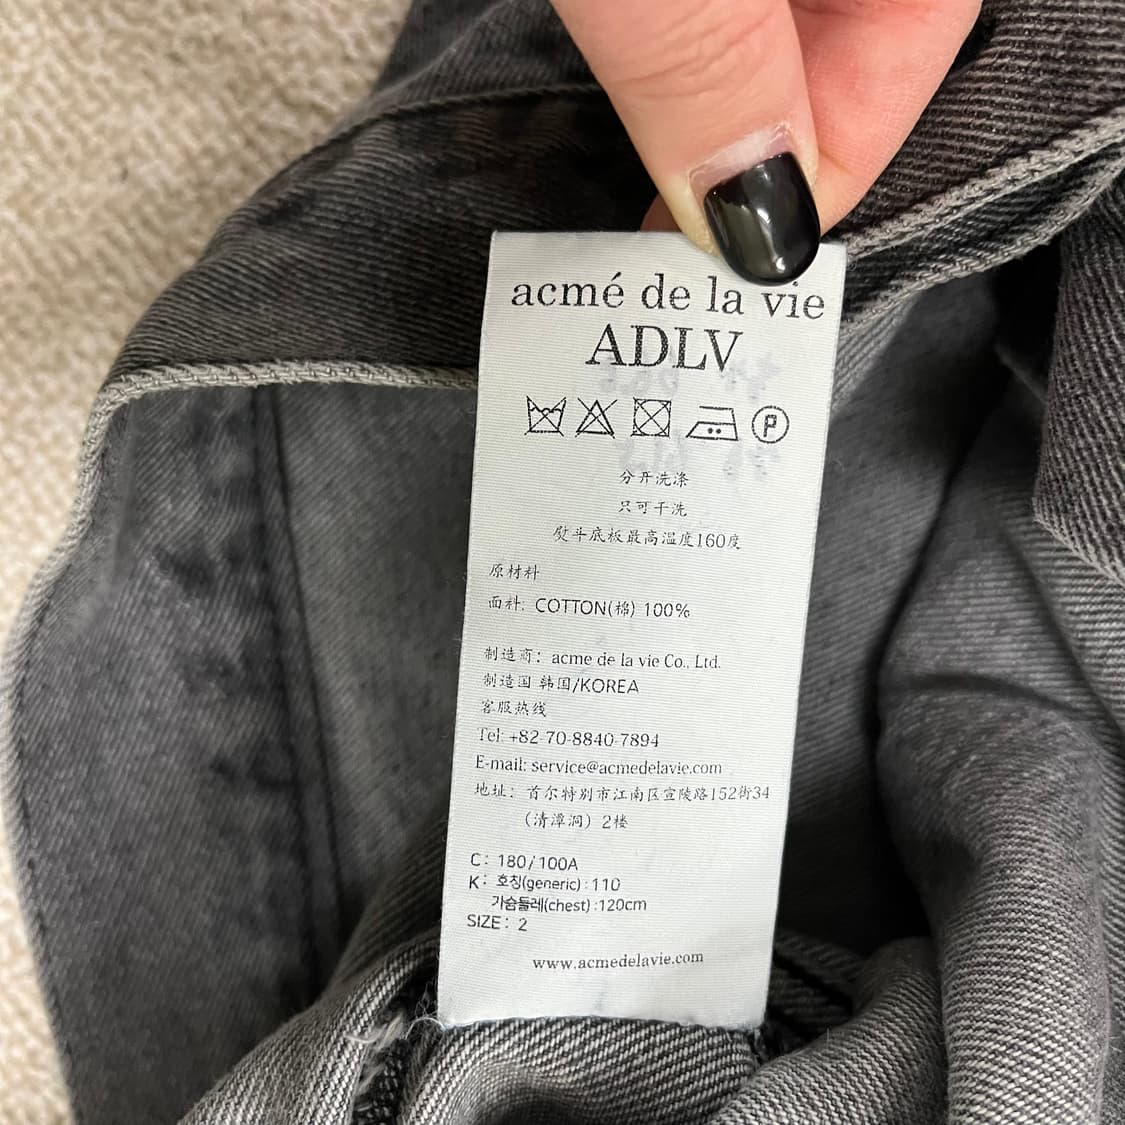 acmé de la vie
ADLV
P
分开洗涤
只可干洗
熨斗底板最高温度160度
原材料
面料: COTTON(棉) 100%
制造商: acme de la vie Co., Ltd.
制造国 韩国/KOREA
客服热线
Tel: +82-70-8840-7894
E-mail: service@acmedelavie.com
地址: 首尔特别市江南区宣陵路152街34
(清潭洞) 2楼
C: 180/100A
K: 호칭(generic):110
가슴둘레(chest):120cm
SIZE: 2
www.acmedelavie.com